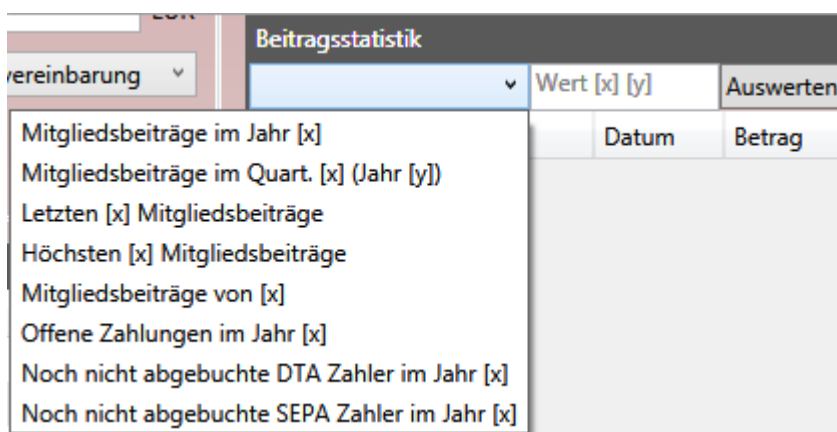 EUR
Beitragsstatistik
vereinbarung
Wert [x] [y]
Auswerten
Datum
Betrag
Mitgliedsbeiträge im Jahr [x]
Mitgliedsbeiträge im Quart. [x] (Jahr [y])
Letzten [x] Mitgliedsbeiträge
Höchsten [x] Mitgliedsbeiträge
Mitgliedsbeiträge von [x]
Offene Zahlungen im Jahr [x]
Noch nicht abgebuchte DTA Zahler im Jahr [x]
Noch nicht abgebuchte SEPA Zahler im Jahr [x]